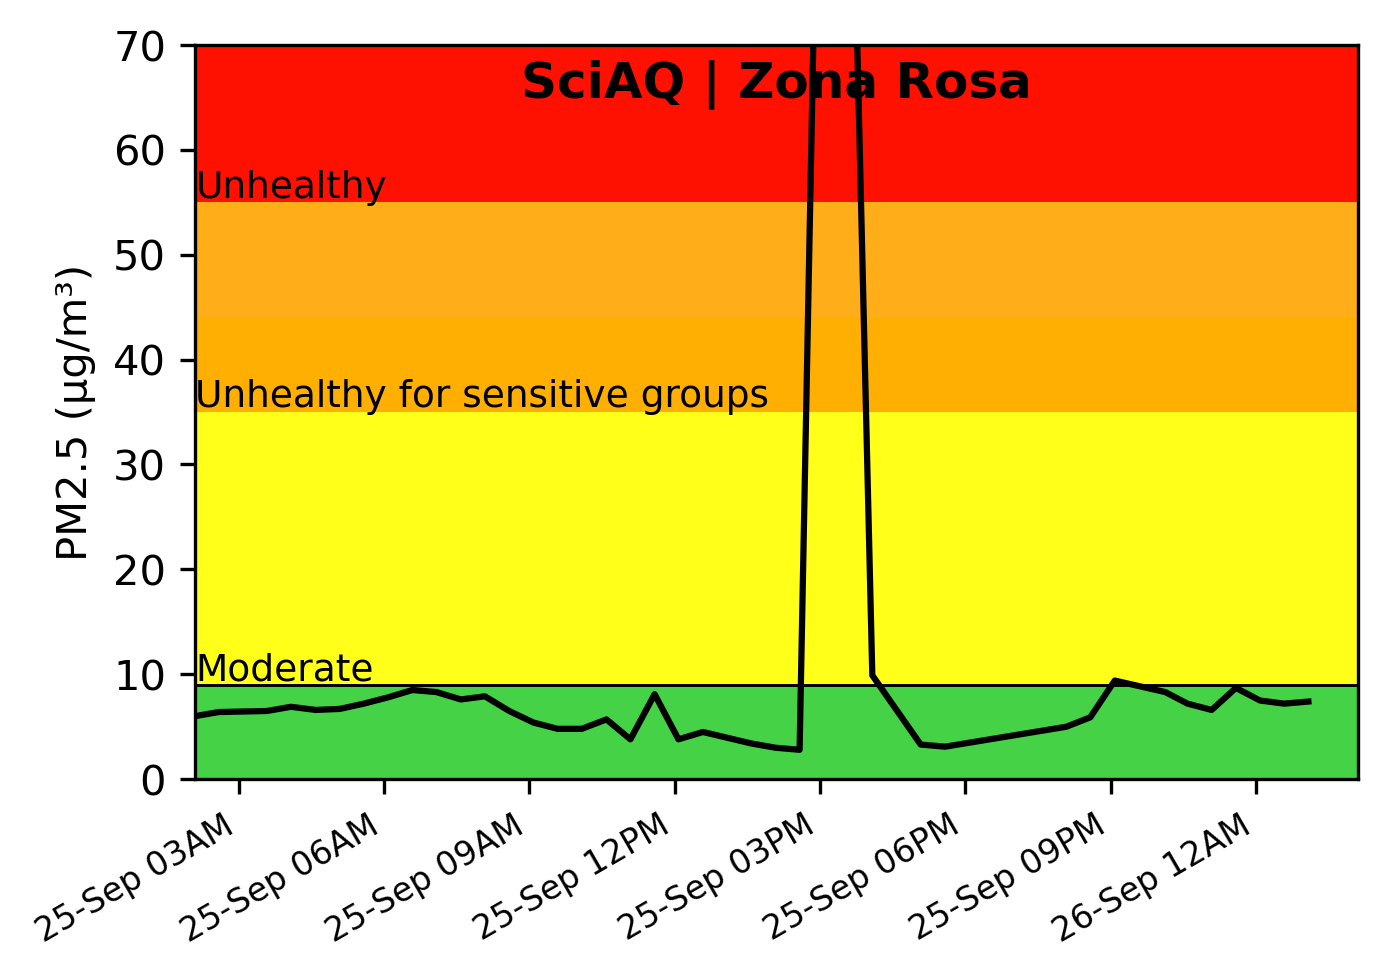 SciAQ | Zona Rosa
PM2.5 (µg/m³)
70
60
50
40
30
20
10
0
Unhealthy
Unhealthy for sensitive groups
Moderate
25-Sep 03AM
25-Sep 06AM
25-Sep 09AM
25-Sep 12PM
25-Sep 03PM
25-Sep 06PM
25-Sep 09PM
26-Sep 12AM